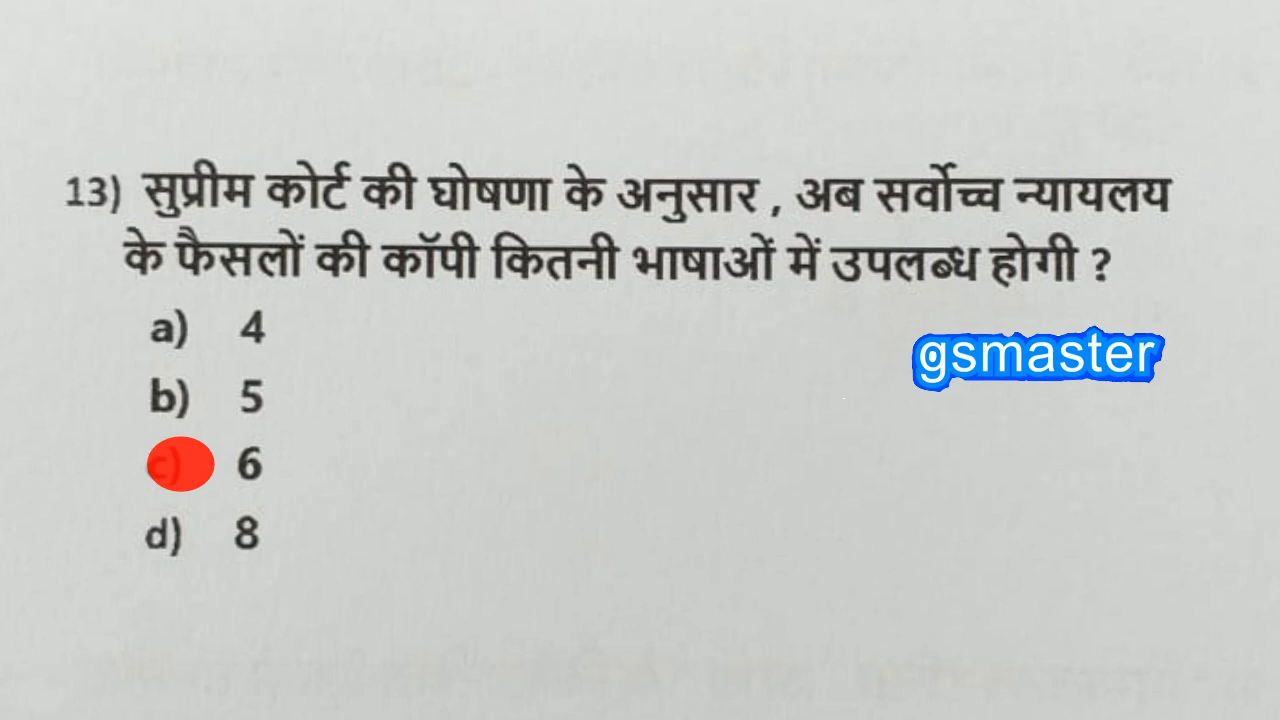 13) सुप्रीम कोर्ट की घोषणा के अनुसार , अब सर्वोच्च न्यायलय
के फैसलों की कॉपी कितनी भाषाओं में उपलब्ध होगी ?
a) 4
gsmaster
b) 5
c) 6
d) 8